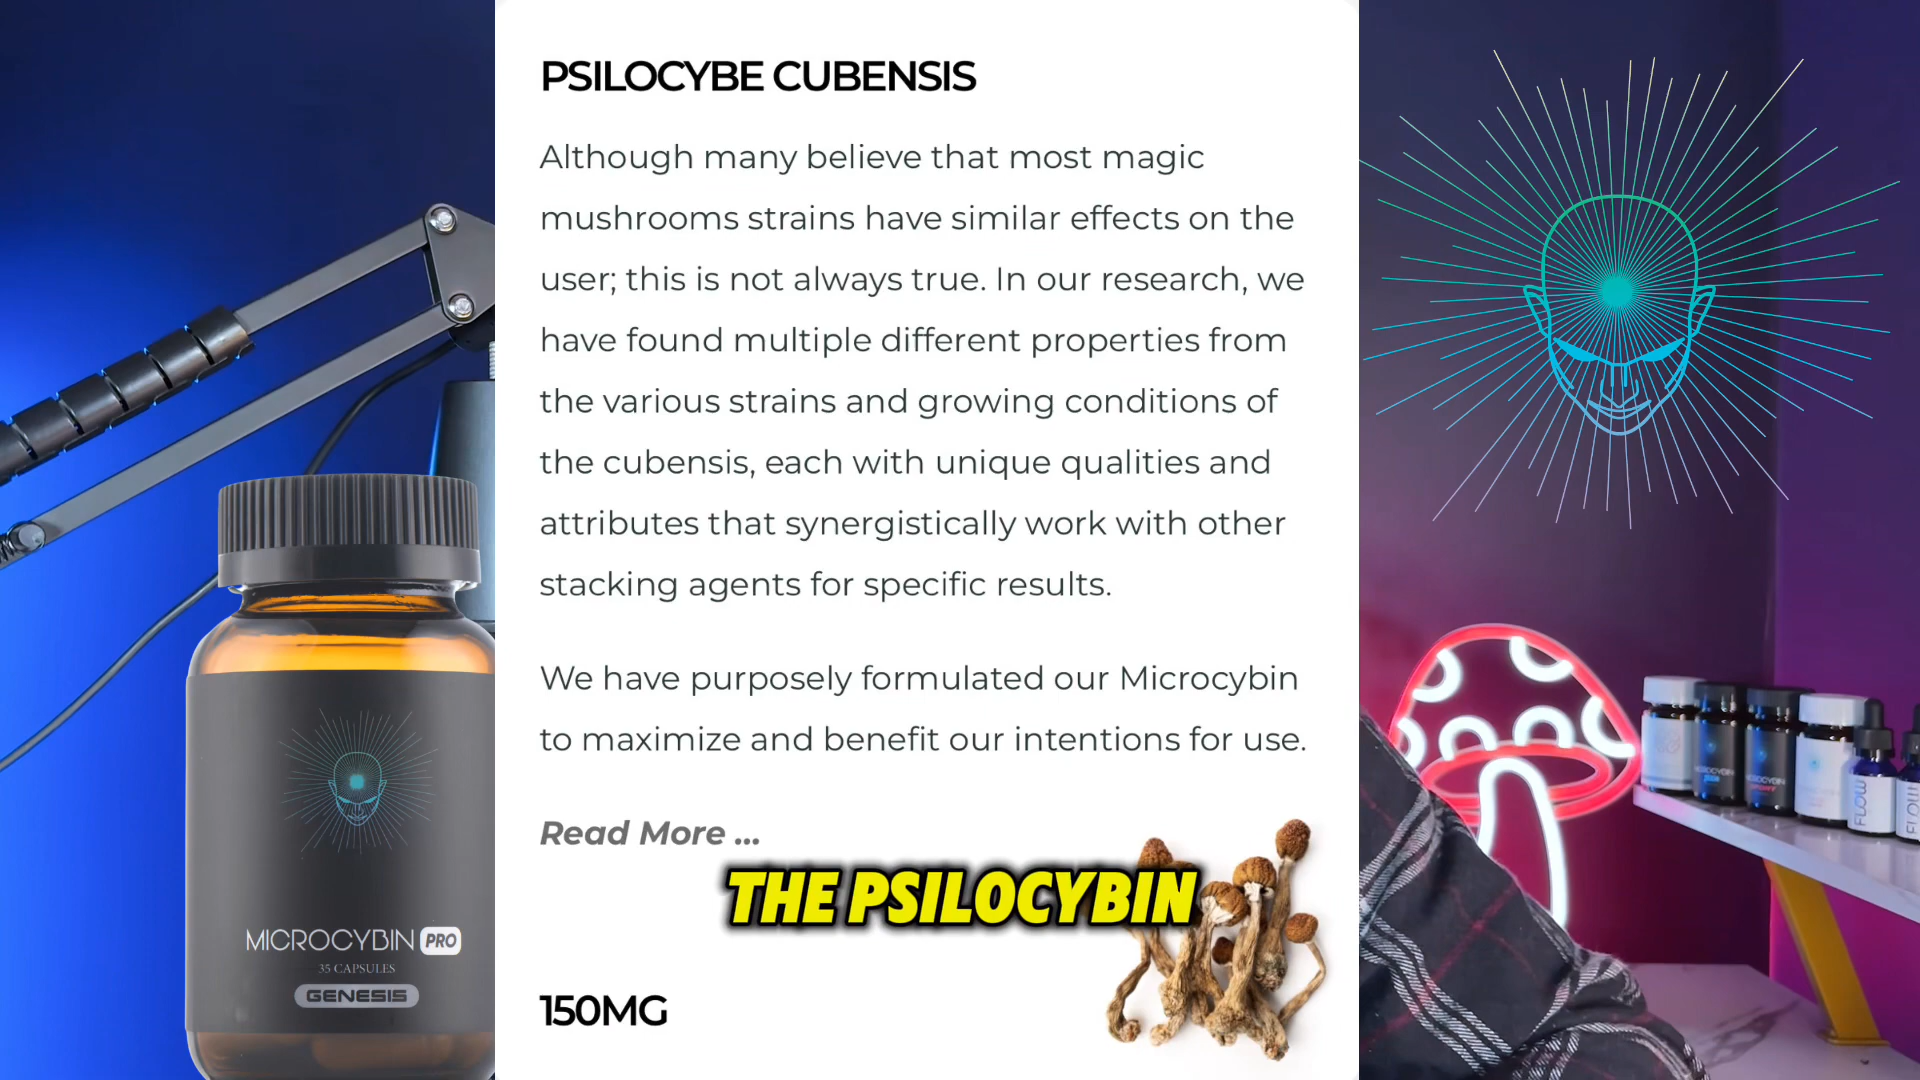 PSILOCYBE CUBENSIS
Although many believe that most magic
mushrooms strains have similar effects on the
user; this is not always true. In our research, we
have found multiple different properties from
the various strains and growing conditions of
the cubensis, each with unique qualities and
attributes that synergistically work with other
stacking agents for specific results.
We have purposely formulated our Microcybin
to maximize and benefit our intentions for use.
Read More ...
THE PSILOCYBIN
150MG
MICROCYBIN PRO
35 CAPSULES
GENESIS
FLOW
FLOW